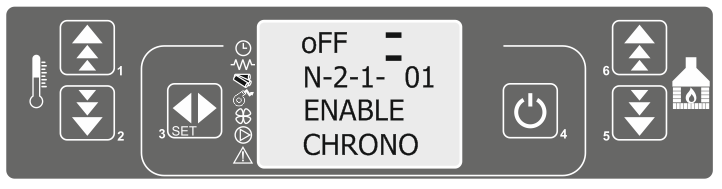 oFF
N-2-1- 01
ENABLE
CHRONO
1
2
3
SET
4
5
6